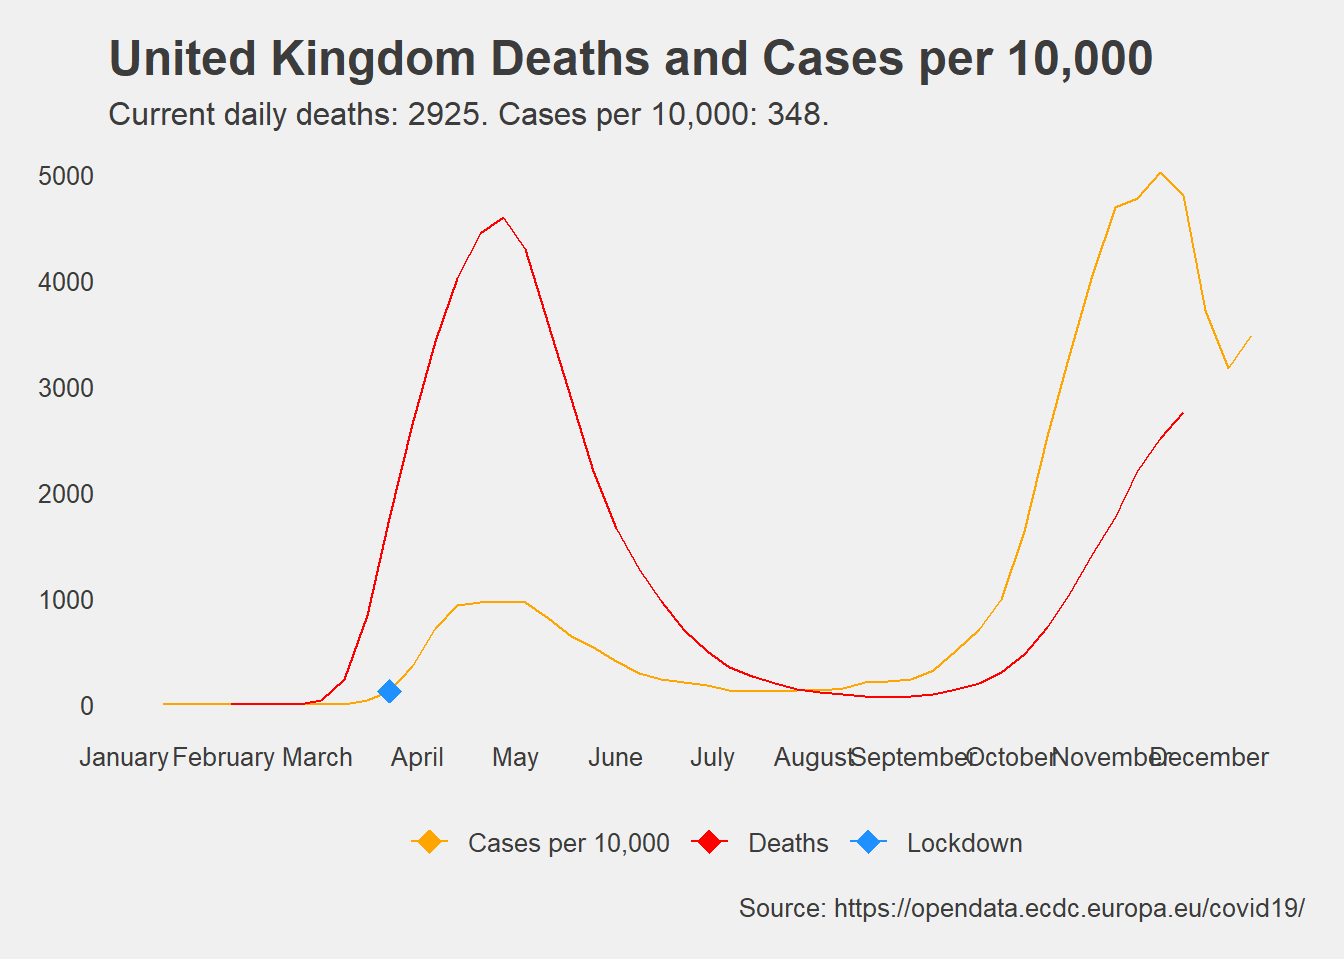 United Kingdom Deaths and Cases per 10,000
Current daily deaths: 2925. Cases per 10,000: 348.
5000
4000
3000
2000
1000
0
January February March April May June July August September October November December
Cases per 10,000 Deaths Lockdown
Source: https://opendata.ecdc.europa.eu/covid19/